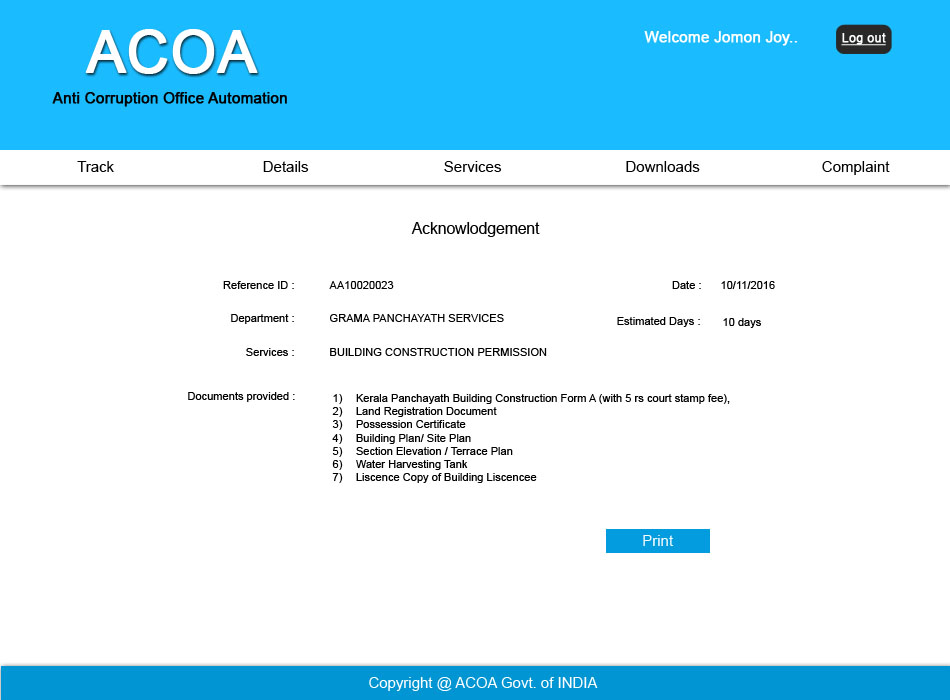 ACOA
Welcome Jomon Joy..
Log out
Anti Corruption Office Automation
Track Details Services Downloads Complaint
Acknowlodgement
Reference ID : AA10020023 Date : 10/11/2016
Department : GRAMA PANCHAYATH SERVICES Estimated Days : 10 days
Services : BUILDING CONSTRUCTION PERMISSION
Documents provided :
1) Kerala Panchayath Building Construction Form A (with 5 rs court stamp fee),
2) Land Registration Document
3) Possession Certificate
4) Building Plan/ Site Plan
5) Section Elevation / Terrace Plan
6) Water Harvesting Tank
7) Liscence Copy of Building Liscencee
Print
Copyright @ ACOA Govt. of INDIA